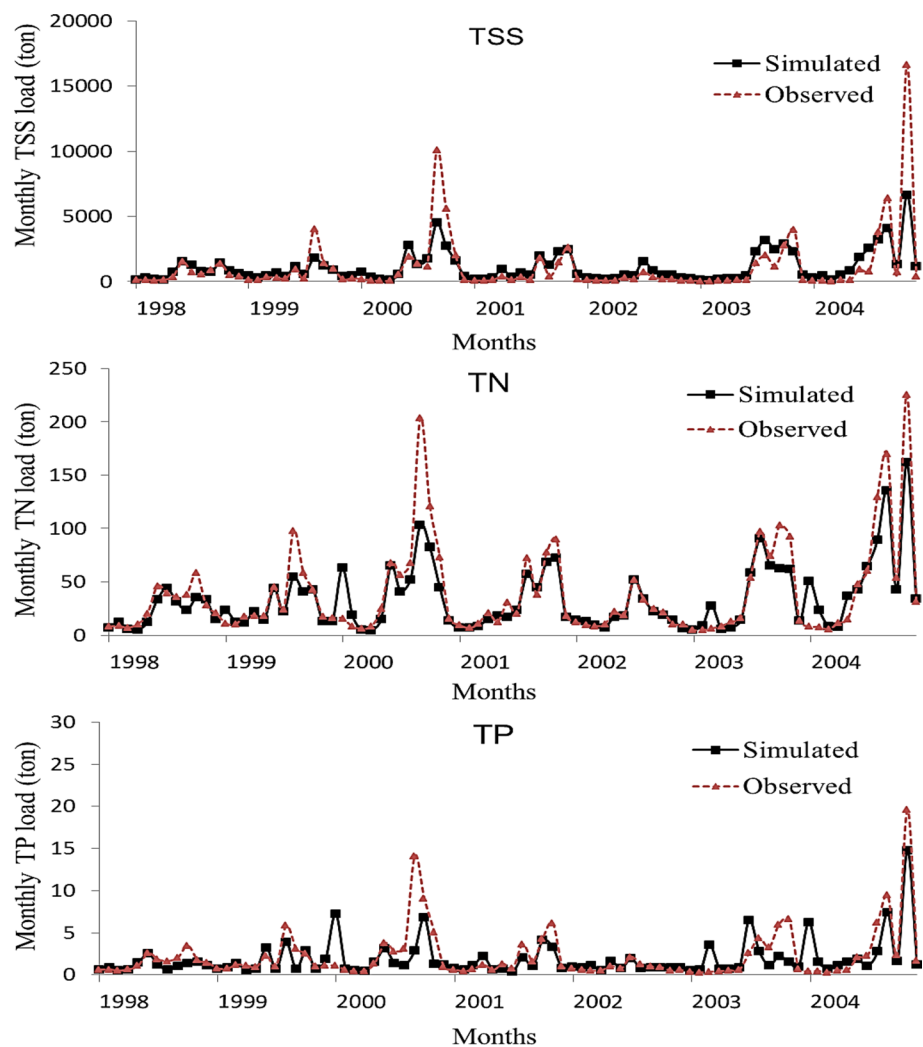 TSS
Monthly TSS load (ton)
20000
15000
10000
5000
0
Simulated
Observed
1998 1999 2000 2001 2002 2003 2004
Months
TN
Monthly TN load (ton)
250
200
150
100
50
0
Simulated
Observed
1998 1999 2000 2001 2002 2003 2004
Months
TP
Monthly TP load (ton)
30
25
20
15
10
5
0
Simulated
Observed
1998 1999 2000 2001 2002 2003 2004
Months